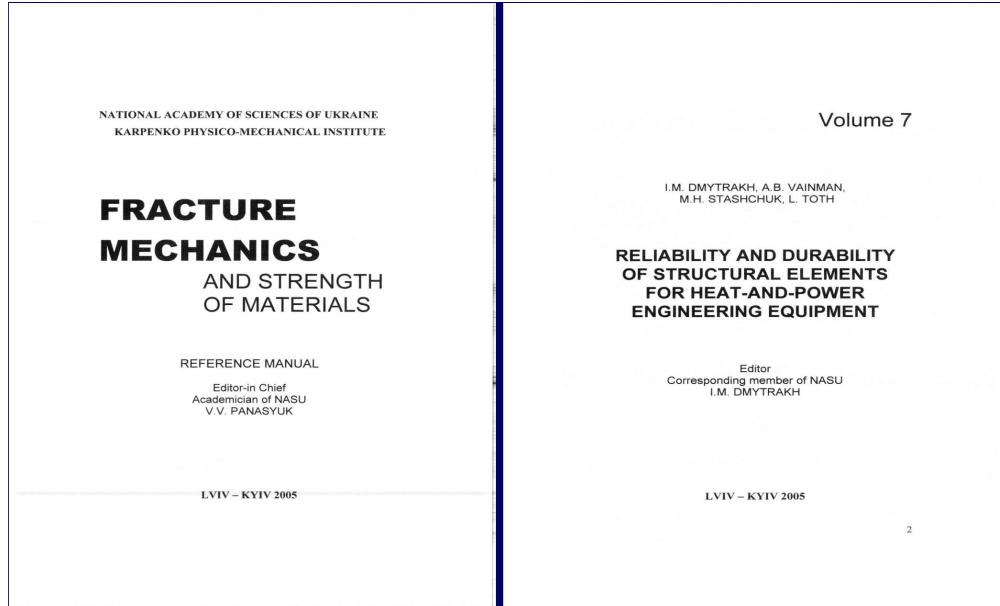 NATIONAL ACADEMY OF SCIENCES OF UKRAINE
KARPENKO PHYSICO-MECHANICAL INSTITUTE
FRACTURE
MECHANICS
AND STRENGTH
OF MATERIALS
REFERENCE MANUAL
Editor-in Chief
Academician of NASU
V.V. PANASYUK
LVIV – KYIV 2005
Volume 7
I.M. DMYTRAKH, A.B. VAINMAN,
M.H. STASHCHUK, L. TOTH
RELIABILITY AND DURABILITY
OF STRUCTURAL ELEMENTS
FOR HEAT-AND-POWER
ENGINEERING EQUIPMENT
Editor
Corresponding member of NASU
I.M. DMYTRAKH
LVIV – KYIV 2005
2